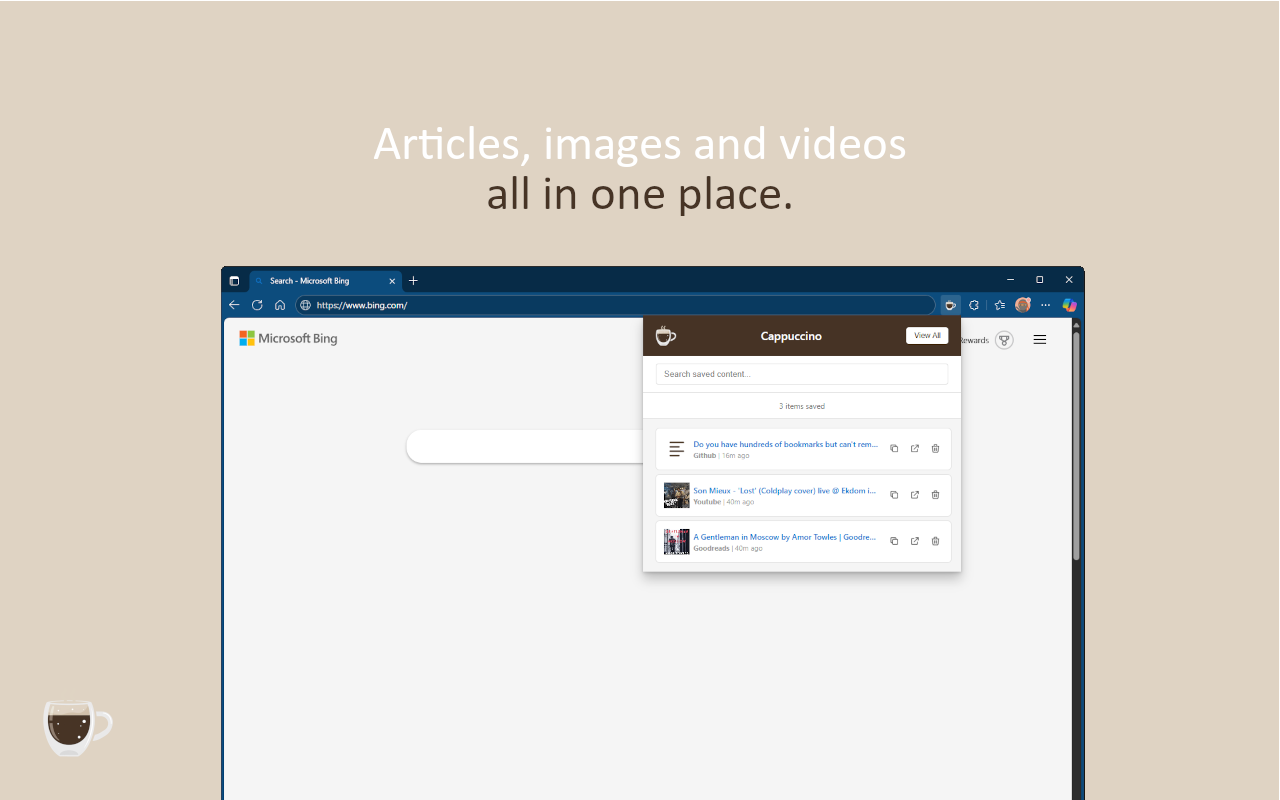 Articles, images and videos
all in one place.
Search - Microsoft Bing
https://www.bing.com/
Microsoft Bing
Cappuccino
View All
Rewards
Search saved content...
3 items saved
Do you have hundreds of bookmarks but can't rem...
Github | 16m ago
Son Mieux - 'Lost' (Coldplay cover) live @ Ekdom i...
Youtube | 40m ago
A Gentleman in Moscow by Amor Towles | Goodre...
Goodreads | 40m ago